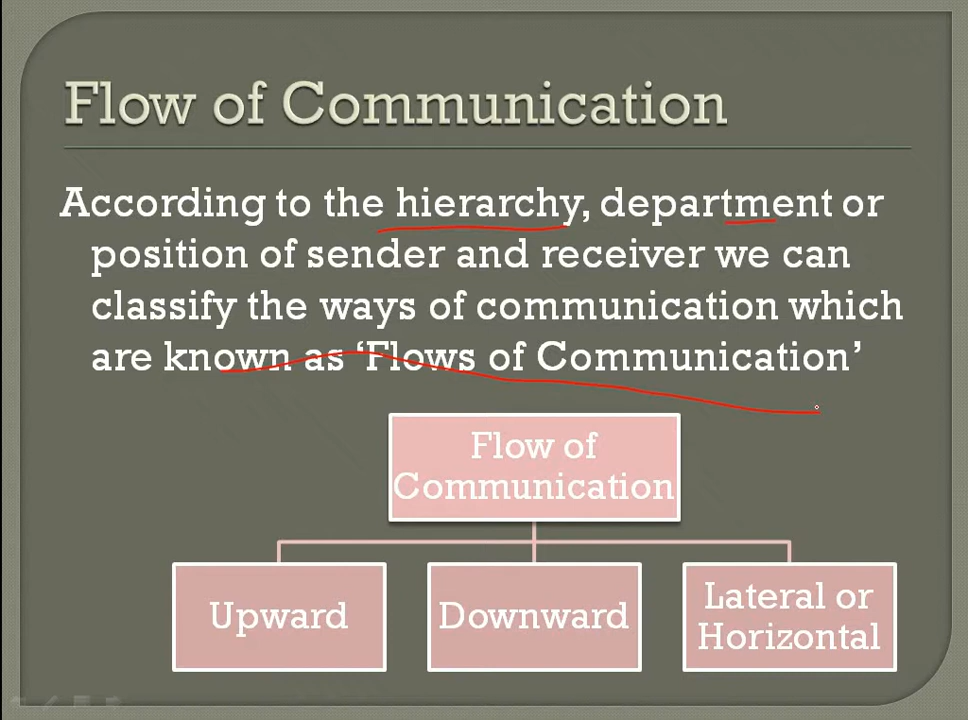 Flow of Communication
According to the hierarchy, department or
position of sender and receiver we can
classify the ways of communication which
are known as ‘Flows of Communication’
Flow of
Communication
Upward
Downward
Lateral or
Horizontal